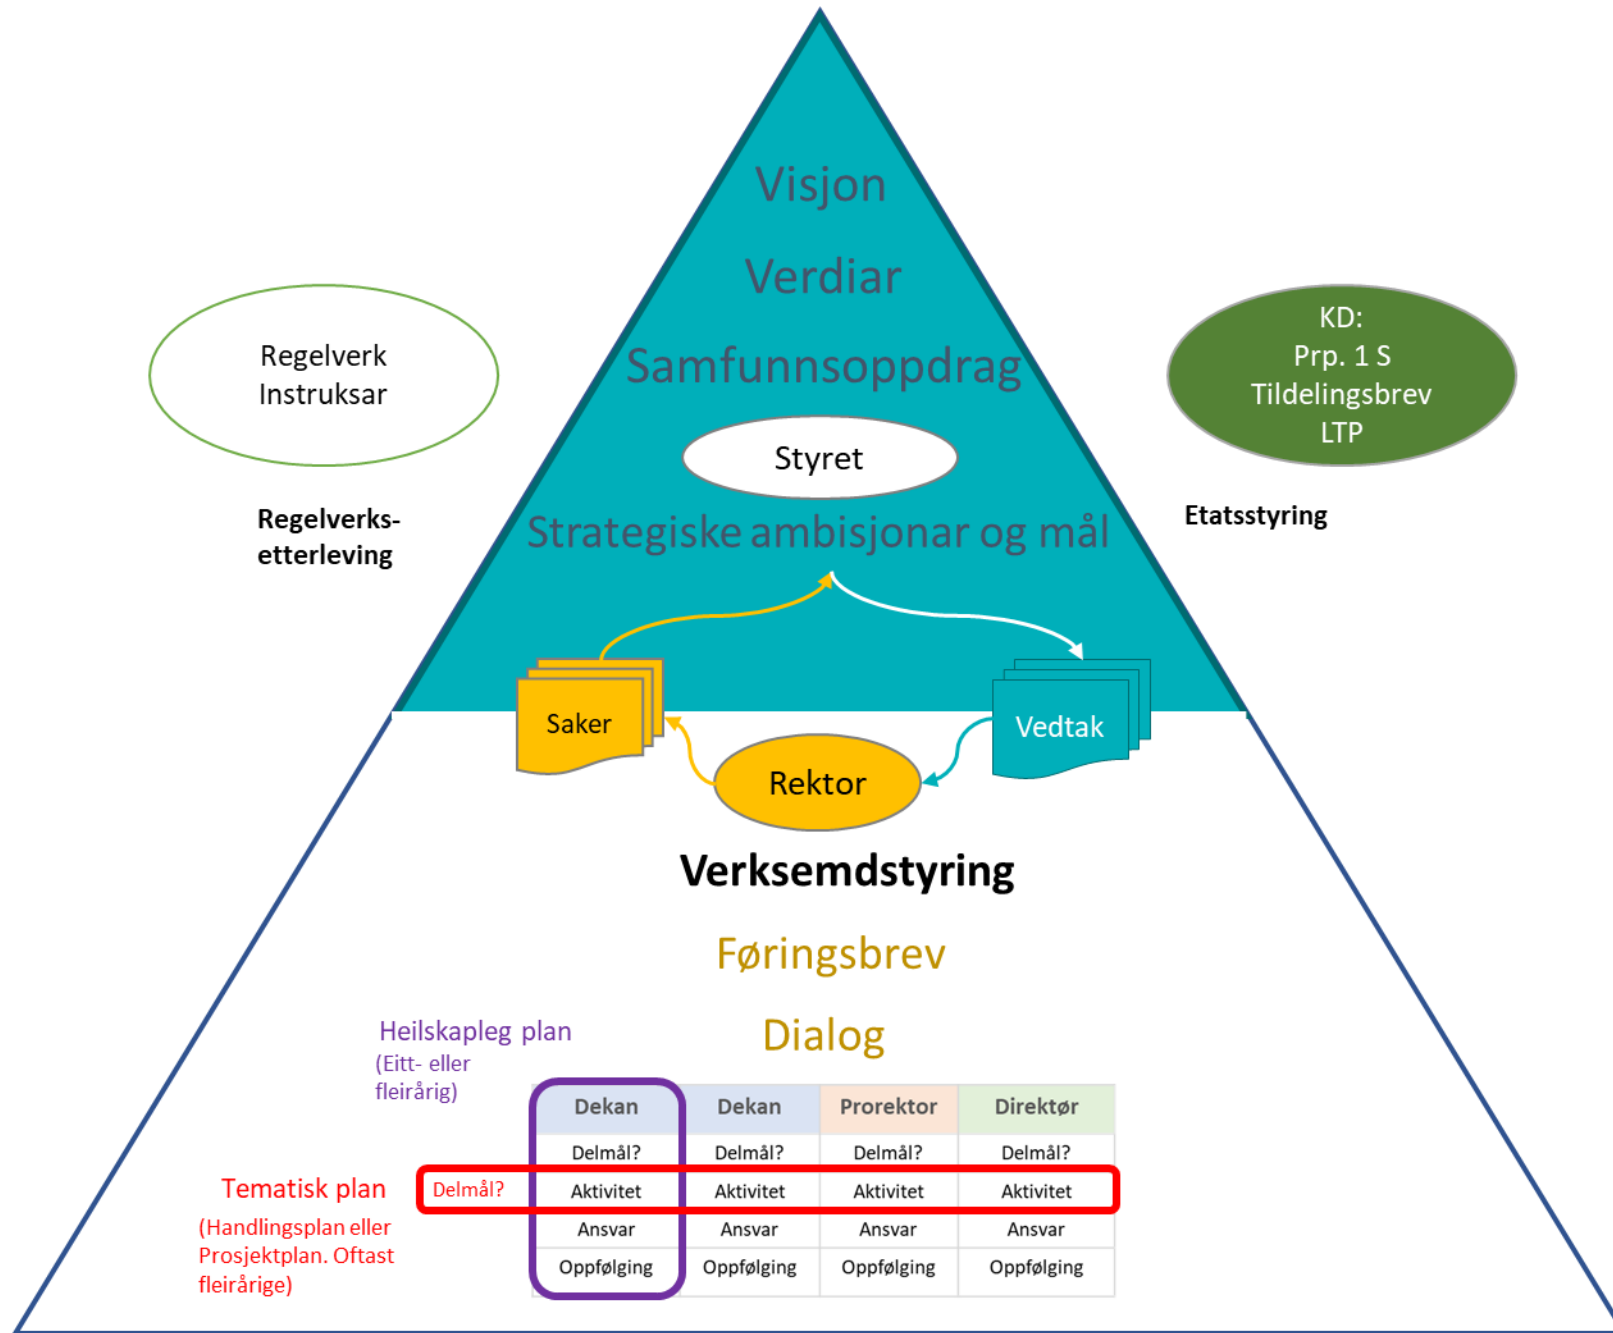 Visjon
Verdiar
Samfunnsoppdrag
Styret
Strategiske ambisjonar og mål
Regelverk
Instruksar
Regelverks-
etterleving
KD:
Prp. 1 S
Tildelingsbrev
LTP
Etatsstyring
Saker
Vedtak
Rektor
Verksemdstyring
Føringsbrev
Dialog
Heilskapleg plan
(Eitt- eller
fleirårig)
Dekan Dekan Prorektor Direktør
Delmål? Delmål? Delmål? Delmål?
Tematisk plan Delmål? Aktivitet Aktivitet Aktivitet Aktivitet
Ansvar Ansvar Ansvar Ansvar
Oppfølging Oppfølging Oppfølging Oppfølging
(Handlingsplan eller
Prosjektplan. Oftast
fleirårige)